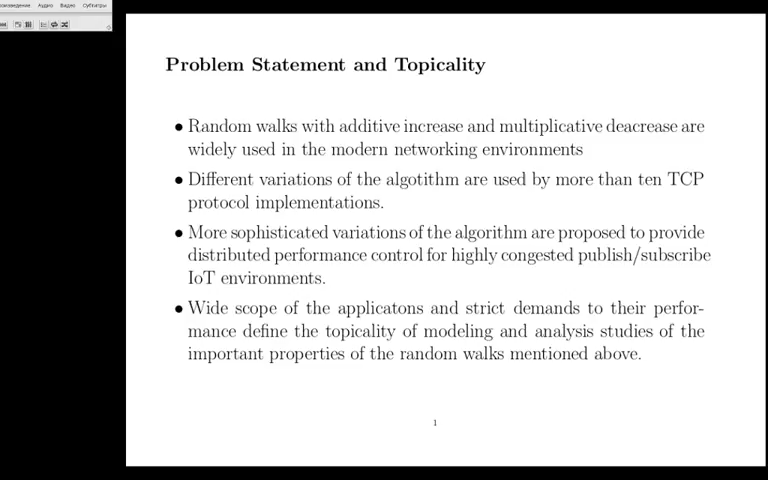 роизведение Аудио Видео Субтитры
Problem Statement and Topicality
• Random walks with additive increase and multiplicative deacrease are
widely used in the modern networking environments
• Different variations of the algotithm are used by more than ten TCP
protocol implementations.
• More sophisticated variations of the algorithm are proposed to provide
distributed performance control for highly congested publish/subscribe
IoT environments.
• Wide scope of the applicatons and strict demands to their perfor-
mance define the topicality of modeling and analysis studies of the
important properties of the random walks mentioned above.
1